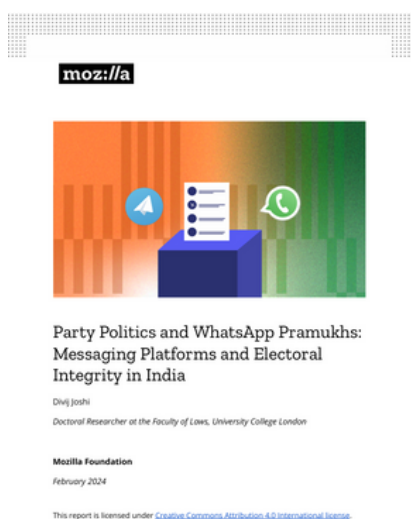 moz://a
Party Politics and WhatsApp Pramukhs:
Messaging Platforms and Electoral
Integrity in India
Divij Joshi
Doctoral Researcher at the Faculty of Laws, University College London
Mozilla Foundation
February 2024
This report is licensed under Creative Commons Attribution 4.0 International license.